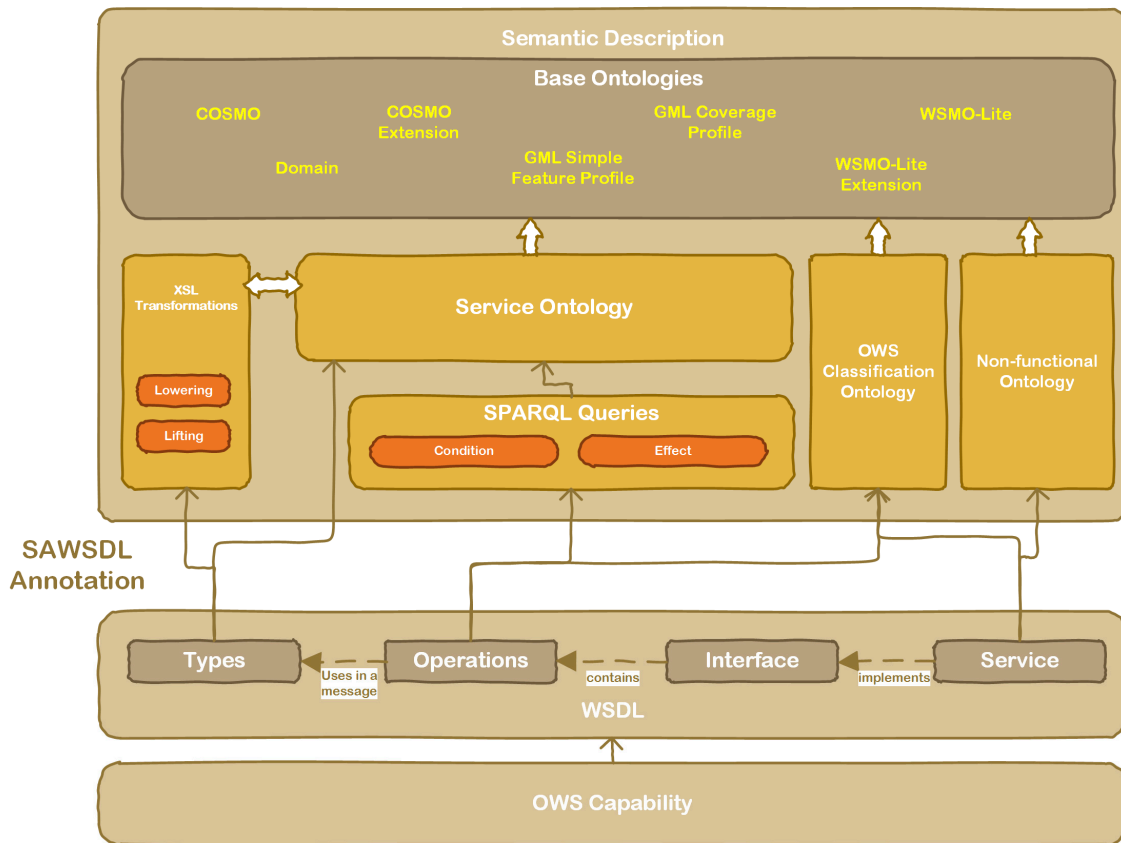 Semantic Description
Base Ontologies
COSMO
COSMO
Extension
GML Coverage
Profile
WSMO-Lite
Domain
GML Simple
Feature Profile
WSMO-Lite
Extension
XSL
Transformations
Lowering
Lifting
Service Ontology
SPARQL Queries
Condition
Effect
OWS
Classification
Ontology
Non-functional
Ontology
SAWSDL
Annotation
Types
Uses in a
message
Operations
contains
Interface
implements
Service
WSDL
OWS Capability